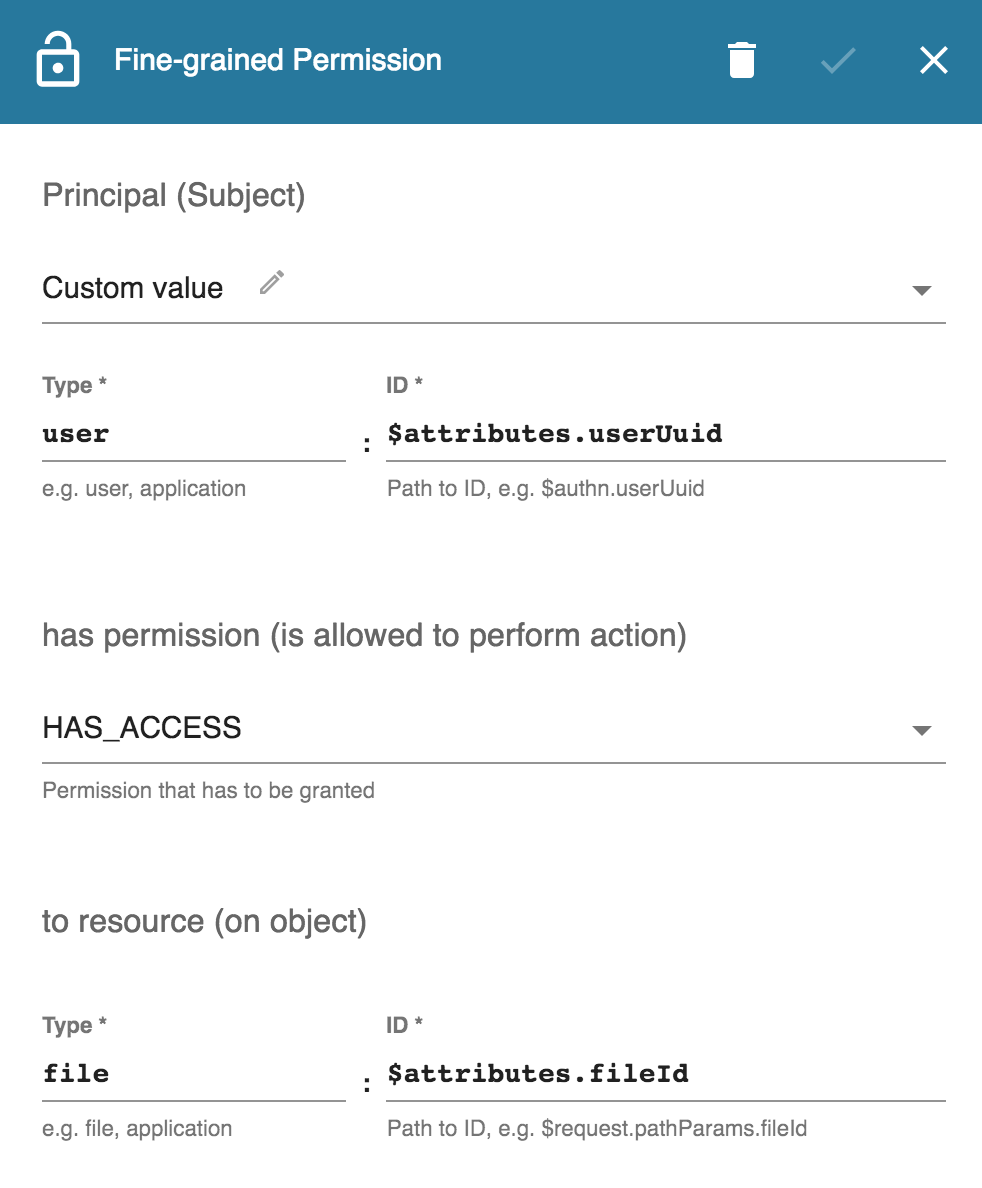 Fine-grained Permission
Principal (Subject)
Custom value
Type * ID *
user : $attributes.userUuid
e.g. user, application Path to ID, e.g. $authn.userUuid
has permission (is allowed to perform action)
HAS_ACCESS
Permission that has to be granted
to resource (on object)
Type * ID *
file : $attributes.fileId
e.g. file, application Path to ID, e.g. $request.pathParams.fileId